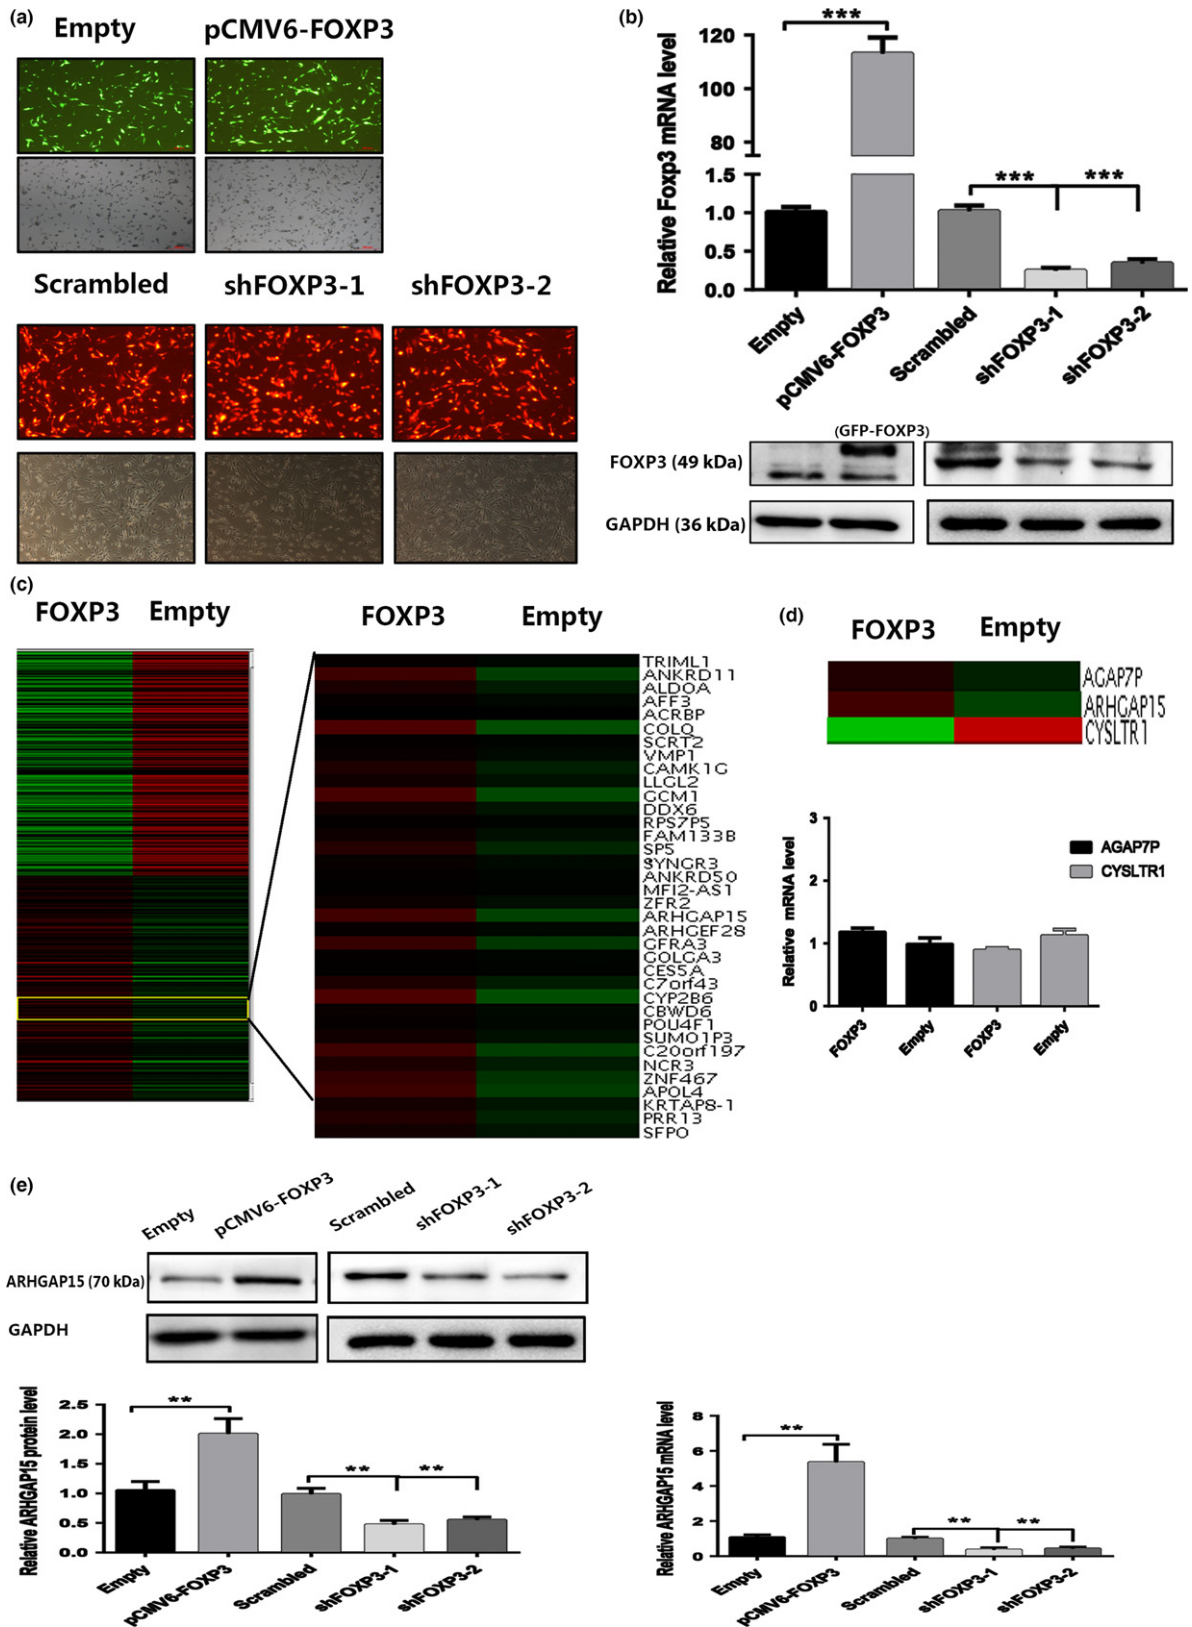 (a)
Empty pCMV6-FOXP3
Scrambled shFOXP3-1 shFOXP3-2
(b)
***
*** ***
Relative Foxp3 mRNA level
120
100
80
1.5
1.0
0.5
0.0
Empty
pCMV6-FOXP3
Scrambled
shFOXP3-1
shFOXP3-2
(GFP-FOXP3)
FOXP3 (49 kDa)
GAPDH (36 kDa)
(c)
FOXP3 Empty
FOXP3 Empty
TRIML1
ANKRD11
ALDOA
AFF3
ACRBP
COLQ
SCRT2
VMP1
CAMK1G
LLGL2
GCM1
DDX6
RPS7P5
FAM133B
SP5
SYNGR3
ANKRD50
MFI2-AS1
ZFR2
ARHGAP15
ARHGEF28
GFRA3
GOLGA3
CES5A
C7orf43
CYP2B6
CBWD6
POU4F1
SUMO1P3
C20orf197
NCR3
ZNF467
APOL4
KRTAP8-1
PRR13
SFPQ
(d)
FOXP3 Empty
AGAP7P
ARHGAP15
CYSLTR1
Relative mRNA level
3
2
1
0
AGAP7P
CYSLTR1
FOXP3
Empty
FOXP3
Empty
(e)
Empty
pCMV6-FOXP3
Scrambled
shFOXP3-1
shFOXP3-2
ARHGAP15 (70 kDa)
GAPDH
Relative ARHGAP15 protein level
2.5
2.0
1.5
1.0
0.5
0.0
**
** **
Empty
pCMV6-FOXP3
Scrambled
shFOXP3-1
shFOXP3-2
Relative ARHGAP15 mRNA level
8
6
4
2
0
**
** **
Empty
pCMV6-FOXP3
Scrambled
shFOXP3-1
shFOXP3-2